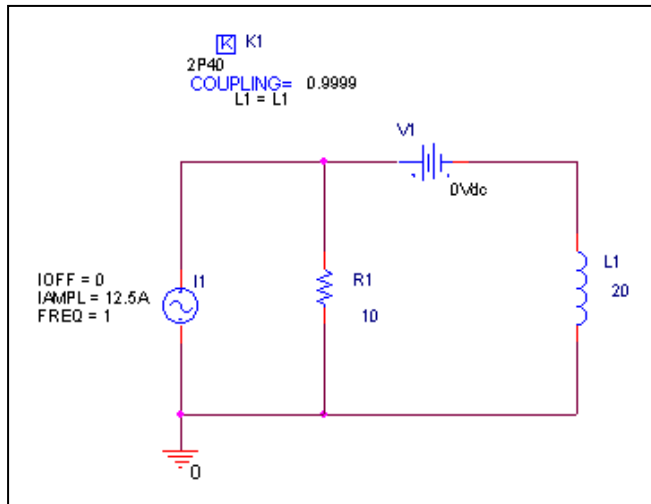 K K1
2P40
COUPLING= 0.9999
L1 = L1
V1
0Vdc
L1
20
R1
10
I1
IOFF = 0
IAMPL = 12.5A
FREQ = 1
0